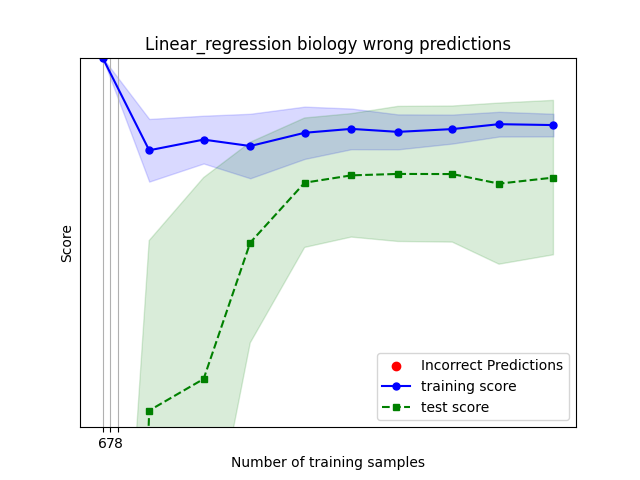 Linear_regression biology wrong predictions
Score
Incorrect Predictions
training score
test score
678
Number of training samples